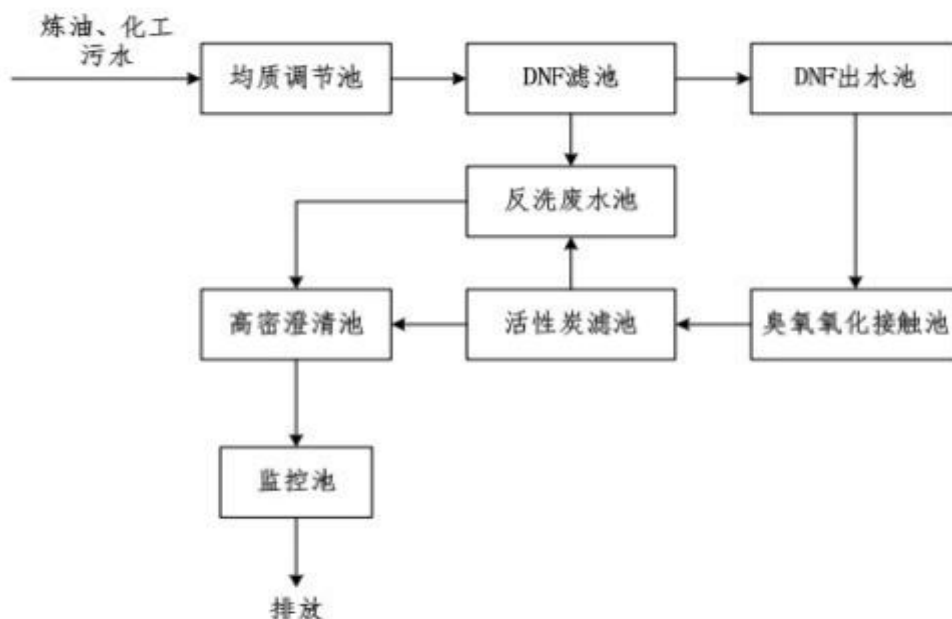 炼油、化工
污水
均质调节池
DNF滤池
DNF出水池
反洗废水池
高密澄清池
活性炭滤池
臭氧氧化接触池
监控池
排放